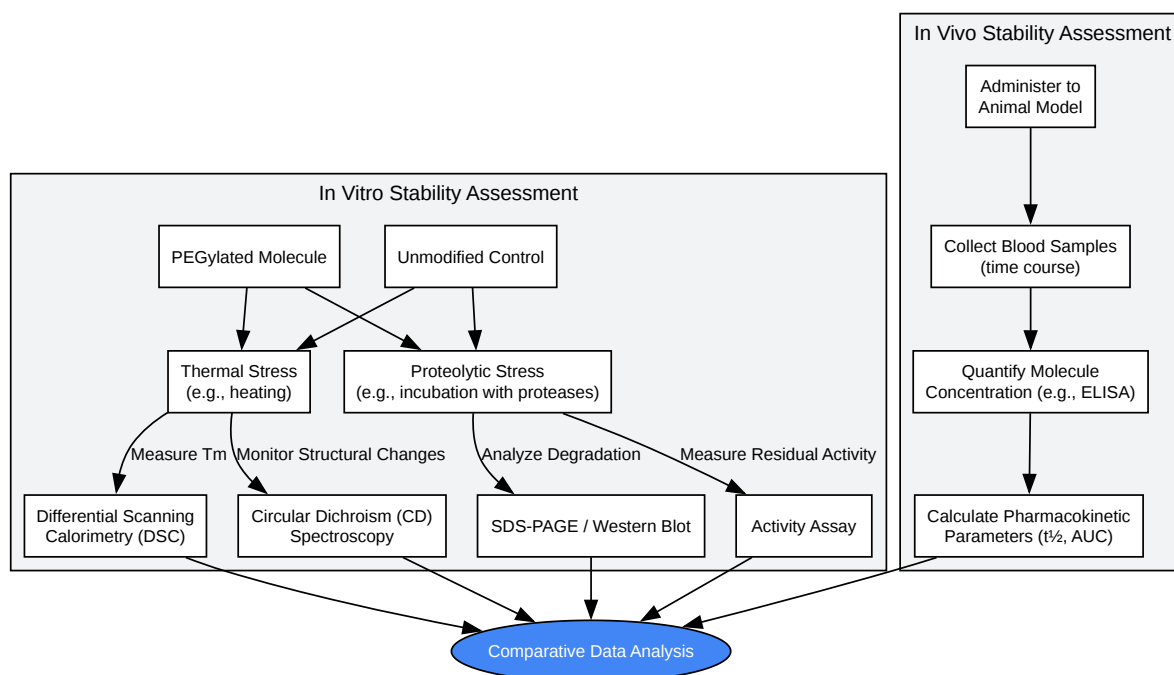 In Vivo Stability Assessment
Administer to
Animal Model
In Vitro Stability Assessment
PEGylated Molecule
Unmodified Control
Collect Blood Samples
(time course)
Thermal Stress
(e.g., heating)
Proteolytic Stress
(e.g., incubation with proteases)
Quantify Molecule
Concentration (e.g., ELISA)
Measure Tm
Monitor Structural Changes
Analyze Degradation
Measure Residual Activity
Differential Scanning
Calorimetry (DSC)
Circular Dichroism (CD)
Spectroscopy
SDS-PAGE / Western Blot
Activity Assay
Calculate Pharmacokinetic
Parameters (t½, AUC)
Comparative Data Analysis